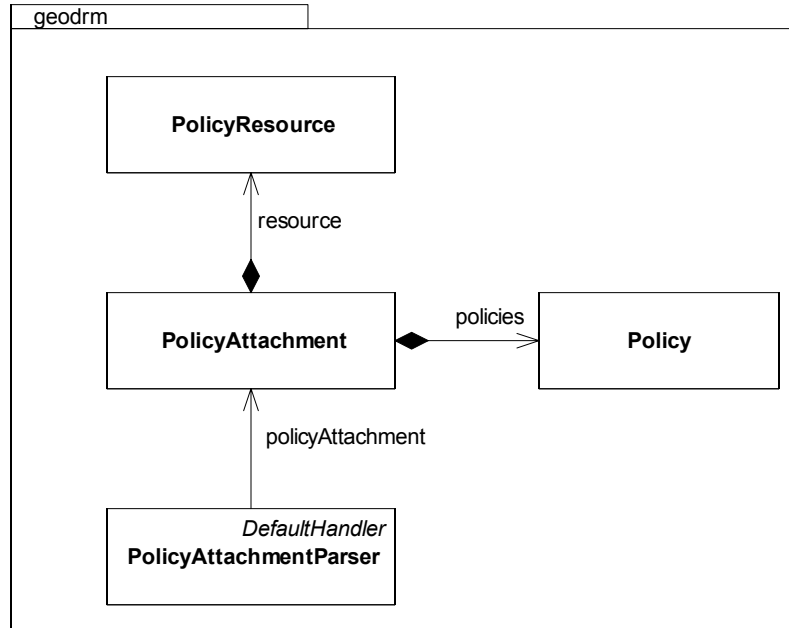 geodrm
PolicyResource
resource
PolicyAttachment
policies
Policy
policyAttachment
DefaultHandler
PolicyAttachmentParser